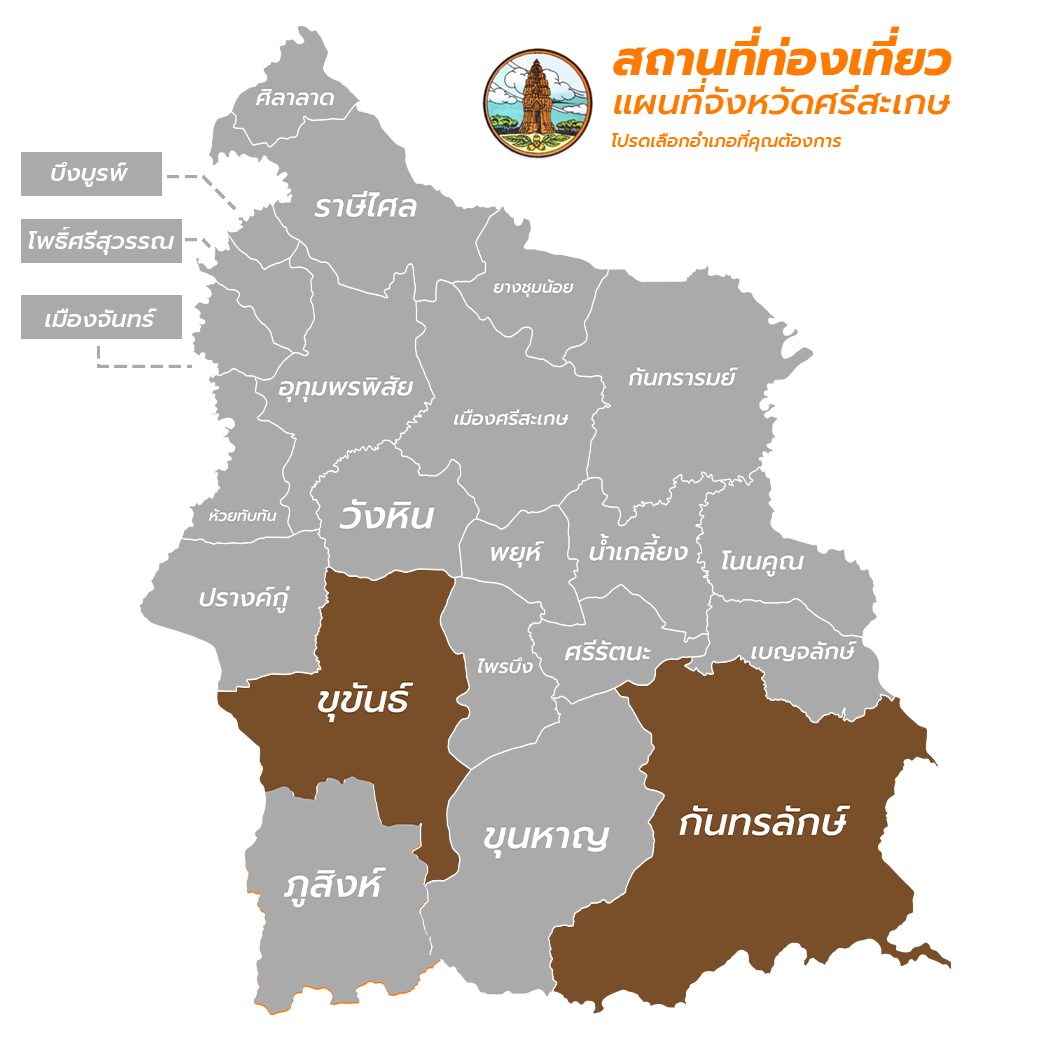 สถานที่ท่องเที่ยว
แผนที่จังหวัดศรีสะเกษ
โปรดเลือกอำเภอที่คุณต้องการ
ศิลาลาด
บึงบูรพ์
ราษีไศล
โพธิ์ศรีสุวรรณ
ยางชุมน้อย
เมืองจันทร์
กันทรารมย์
อุทุมพรพิสัย
เมืองศรีสะเกษ
ห้วยทับทัน
วังหิน
พยุห์
น้ำเกลี้ยง
โนนคูณ
ปรางค์กู่
ศรีรัตนะ
เบญจลักษ์
ไพรบึง
ขุขันธ์
กันทรลักษ์
ขุนหาญ
ภูสิงห์